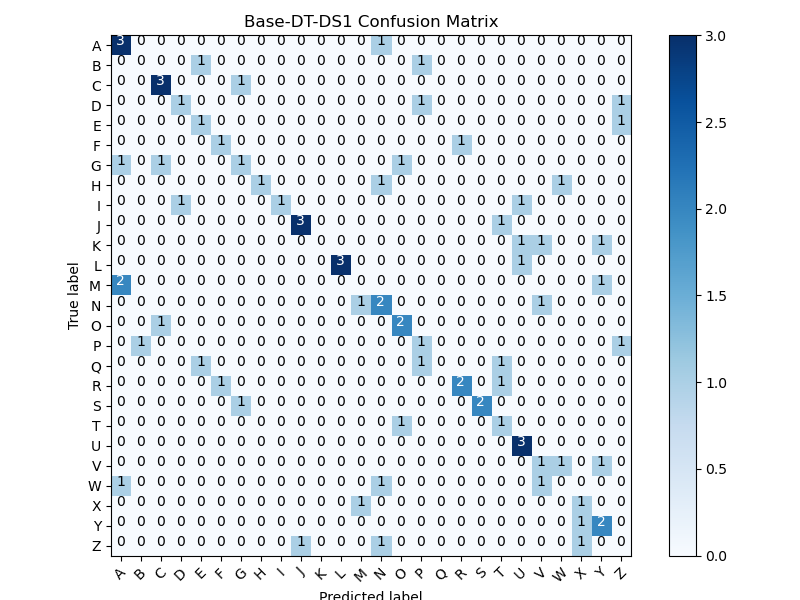 Base-DT-DS1 Confusion Matrix
True label
A 3 0 0 0 0 0 0 0 0 0 0 0 0 1 0 0 0 0 0 0 0 0 0 0 0 0
B 0 0 0 0 1 0 0 0 0 0 0 0 0 0 0 1 0 0 0 0 0 0 0 0 0 0
C 0 0 3 0 0 0 1 0 0 0 0 0 0 0 0 0 0 0 0 0 0 0 0 0 0 0
D 0 0 0 1 0 0 0 0 0 0 0 0 0 0 0 1 0 0 0 0 0 0 0 0 0 1
E 0 0 0 0 1 0 0 0 0 0 0 0 0 0 0 0 0 0 0 0 0 0 0 0 0 1
F 0 0 0 0 0 1 0 0 0 0 0 0 0 0 0 0 0 1 0 0 0 0 0 0 0 0
G 1 0 1 0 0 0 1 0 0 0 0 0 0 0 1 0 0 0 0 0 0 0 0 0 0 0
H 0 0 0 0 0 0 0 1 0 0 0 0 0 1 0 0 0 0 0 0 0 0 1 0 0 0
I 0 0 0 1 0 0 0 0 1 0 0 0 0 0 0 0 0 0 0 0 1 0 0 0 0 0
J 0 0 0 0 0 0 0 0 0 3 0 0 0 0 0 0 0 0 0 1 0 0 0 0 0 0
K 0 0 0 0 0 0 0 0 0 0 0 0 0 0 0 0 0 0 0 0 1 1 0 0 1 0
L 0 0 0 0 0 0 0 0 0 0 0 3 0 0 0 0 0 0 0 0 1 0 0 0 0 0
M 2 0 0 0 0 0 0 0 0 0 0 0 0 0 0 0 0 0 0 0 0 0 0 0 1 0
N 0 0 0 0 0 0 0 0 0 0 0 0 1 2 0 0 0 0 0 0 0 1 0 0 0 0
O 0 0 1 0 0 0 0 0 0 0 0 0 0 0 2 0 0 0 0 0 0 0 0 0 0 0
P 0 1 0 0 0 0 0 0 0 0 0 0 0 0 0 1 0 0 0 0 0 0 0 0 0 1
Q 0 0 0 0 1 0 0 0 0 0 0 0 0 0 0 1 0 0 0 1 0 0 0 0 0 0
R 0 0 0 0 0 1 0 0 0 0 0 0 0 0 0 0 0 2 0 1 0 0 0 0 0 0
S 0 0 0 0 0 0 1 0 0 0 0 0 0 0 0 0 0 0 2 0 0 0 0 0 0 0
T 0 0 0 0 0 0 0 0 0 0 0 0 0 0 1 0 0 0 0 1 0 0 0 0 0 0
U 0 0 0 0 0 0 0 0 0 0 0 0 0 0 0 0 0 0 0 0 3 0 0 0 0 0
V 0 0 0 0 0 0 0 0 0 0 0 0 0 0 0 0 0 0 0 0 0 1 1 0 1 0
W 1 0 0 0 0 0 0 0 0 0 0 0 0 1 0 0 0 0 0 0 0 1 0 0 0 0
X 0 0 0 0 0 0 0 0 0 0 0 0 1 0 0 0 0 0 0 0 0 0 0 1 0 0
Y 0 0 0 0 0 0 0 0 0 0 0 0 0 0 0 0 0 0 0 0 0 0 0 1 2 0
Z 0 0 0 0 0 0 0 0 0 1 0 0 0 1 0 0 0 0 0 0 0 0 0 1 0 0
A B C D E F G H I J K L M N O P Q R S T U V W X Y Z
Predicted label
3.0
2.5
2.0
1.5
1.0
0.5
0.0